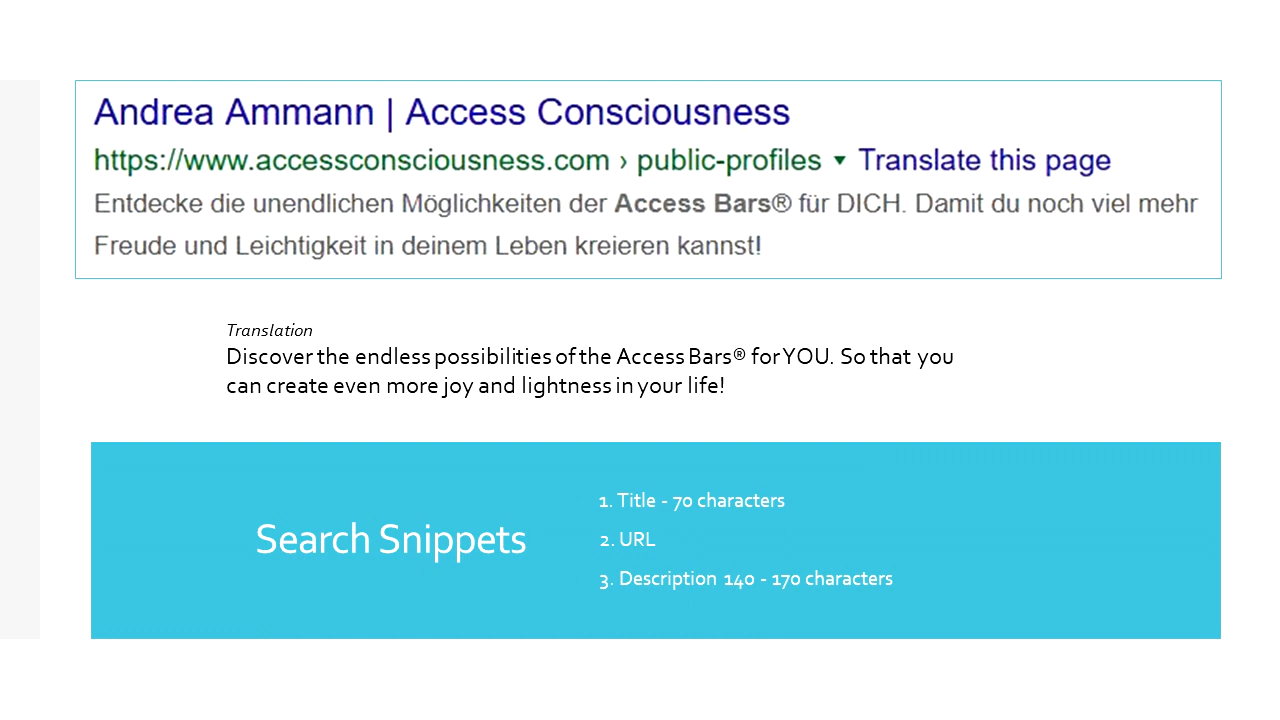 Andrea Ammann | Access Consciousness
https://www.accessconsciousness.com › public-profiles ▼ Translate this page
Entdecke die unendlichen Möglichkeiten der Access Bars® für DICH. Damit du noch viel mehr
Freude und Leichtigkeit in deinem Leben kreieren kannst!
Translation
Discover the endless possibilities of the Access Bars® for YOU. So that you
can create even more joy and lightness in your life!
Search Snippets
1. Title - 70 characters
2. URL
3. Description 140 - 170 characters